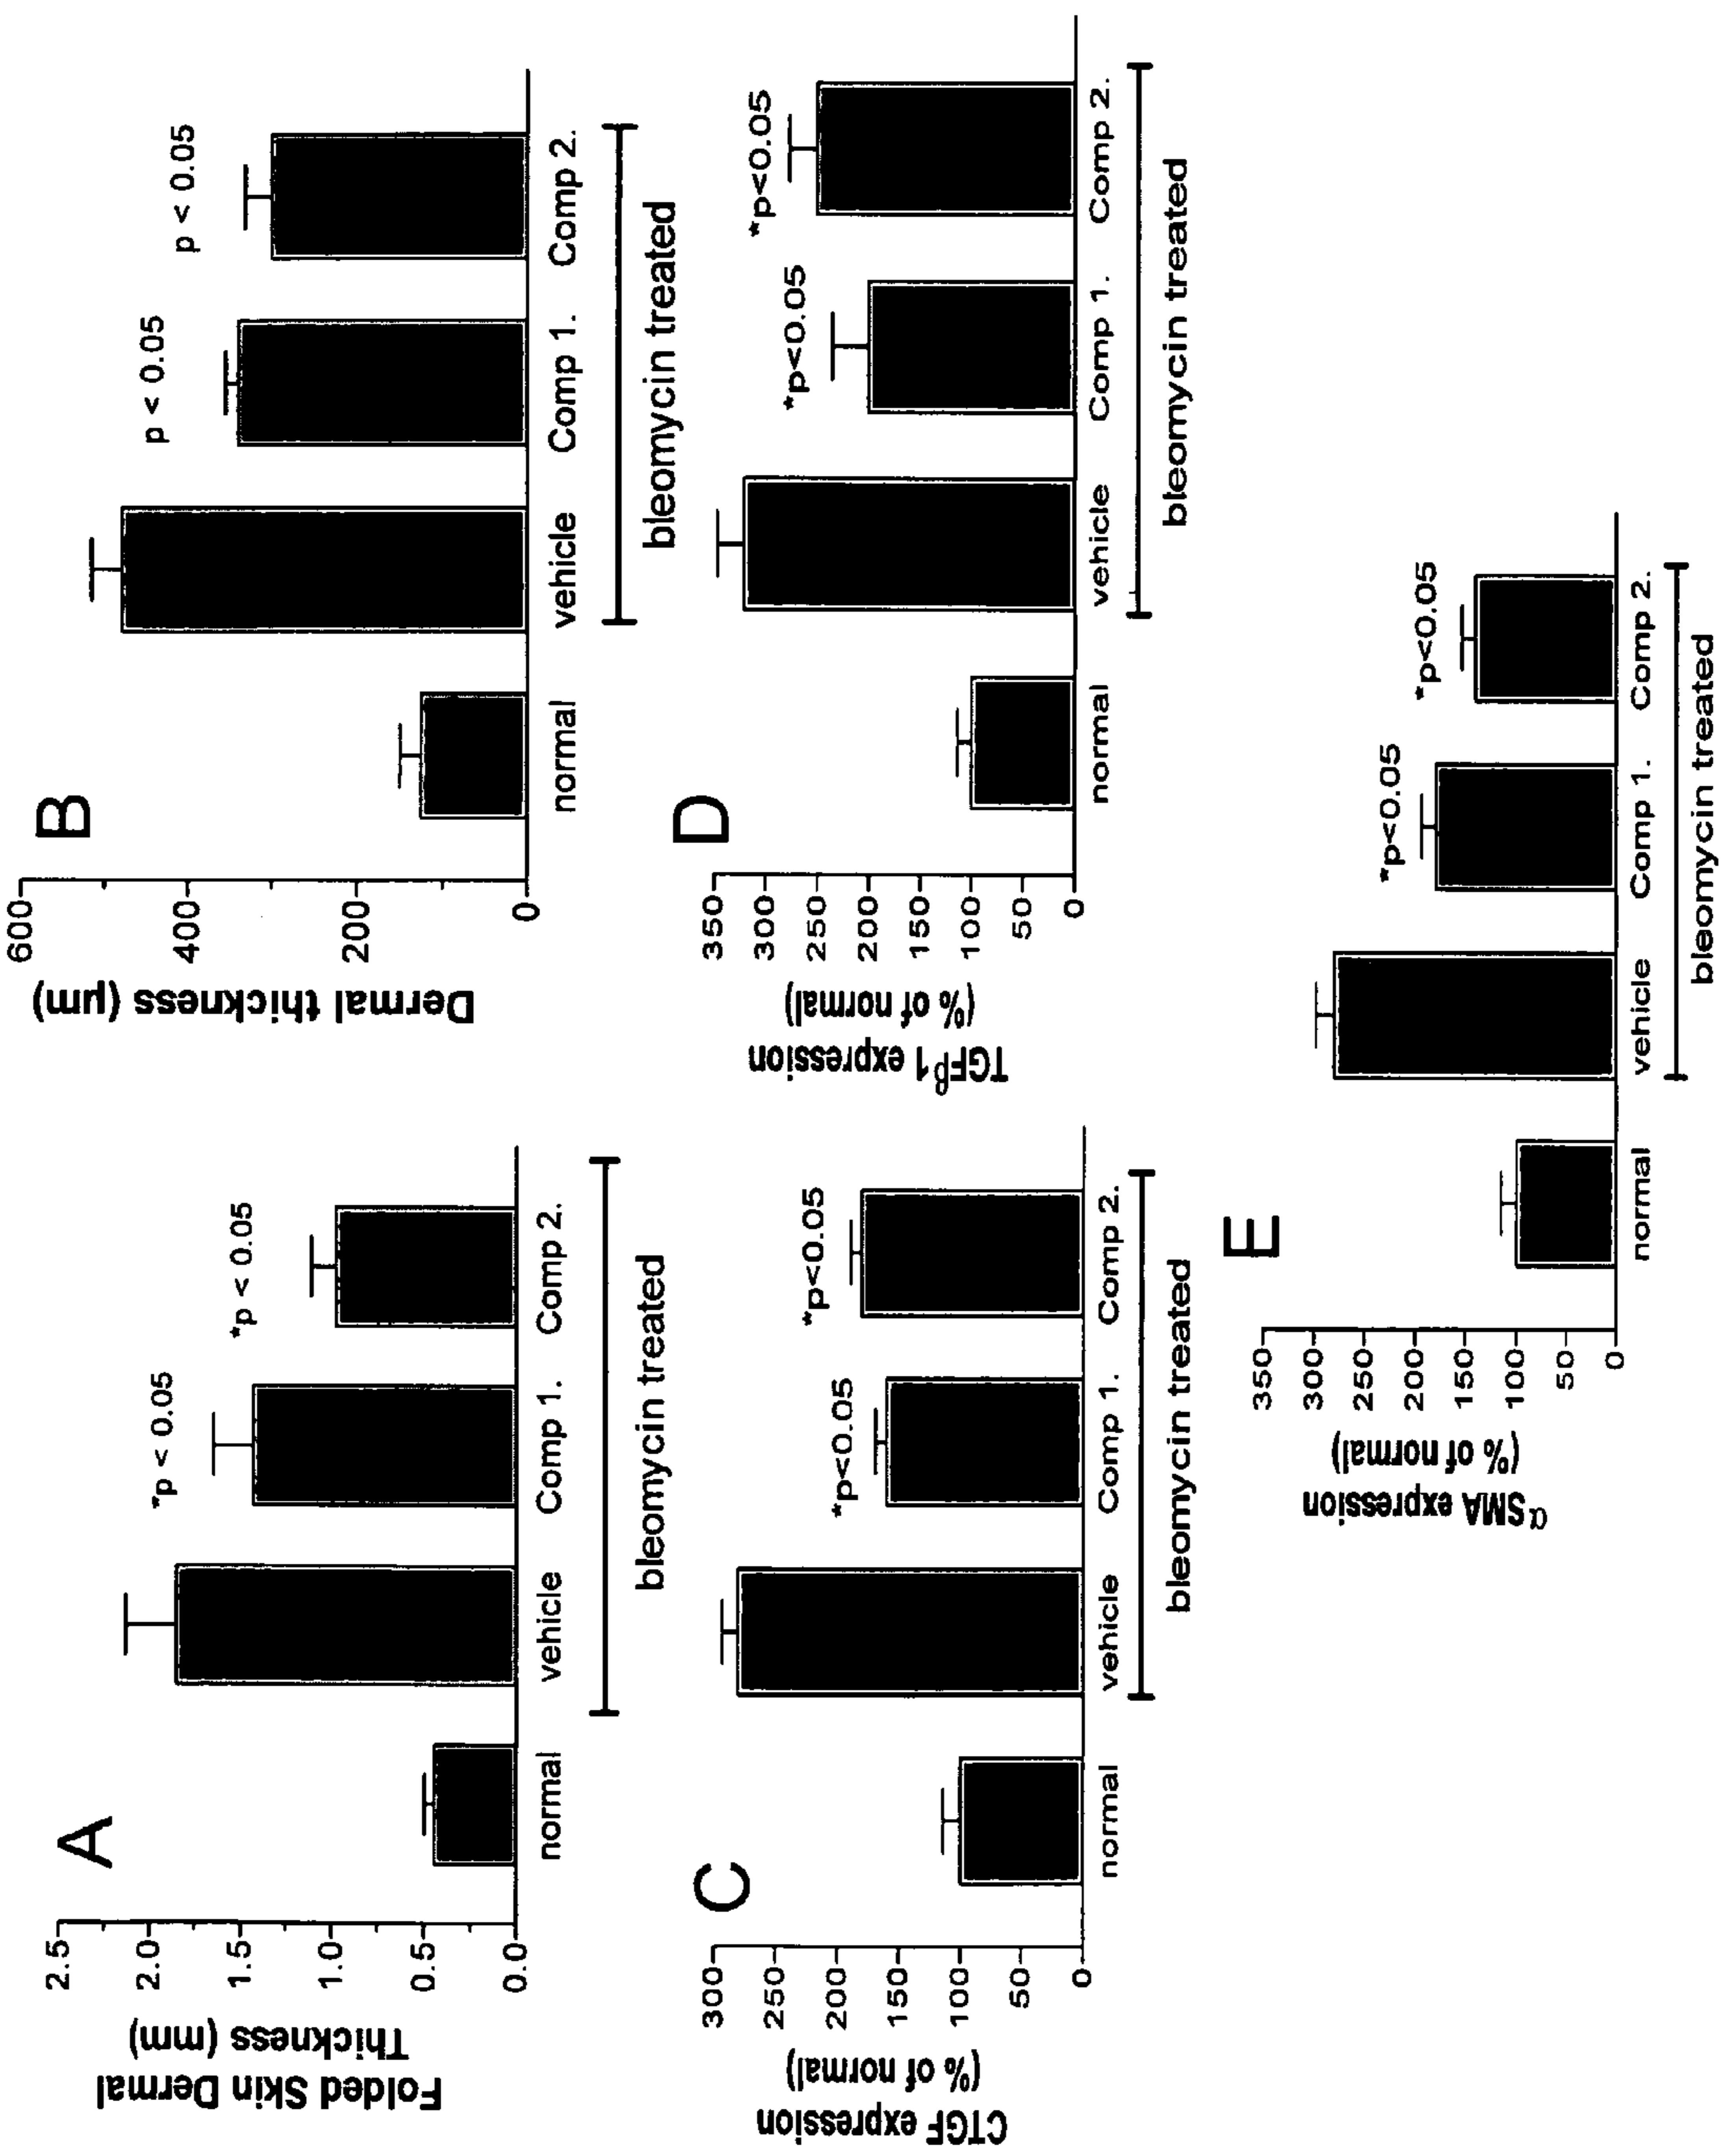 A
Folded Skin Dermal
Thickness (mm)
2.5
2.0
1.5
1.0
0.5
0.0
*p < 0.05
*p < 0.05
normal vehicle Comp 1. Comp 2.
bleomycin treated
B
Dermal thickness (µm)
600
400
200
0
p < 0.05
p < 0.05
normal vehicle Comp 1. Comp 2.
bleomycin treated
C
CTGF expression
(% of normal)
300
250
200
150
100
50
0
*p<0.05
*p<0.05
normal vehicle Comp 1. Comp 2.
bleomycin treated
D
TGFβ1 expression
(% of normal)
350
300
250
200
150
100
50
0
*p<0.05
*p<0.05
normal vehicle Comp 1. Comp 2.
bleomycin treated
E
αSMA expression
(% of normal)
350
300
250
200
150
100
50
0
*p<0.05
*p<0.05
normal vehicle Comp 1. Comp 2.
bleomycin treated